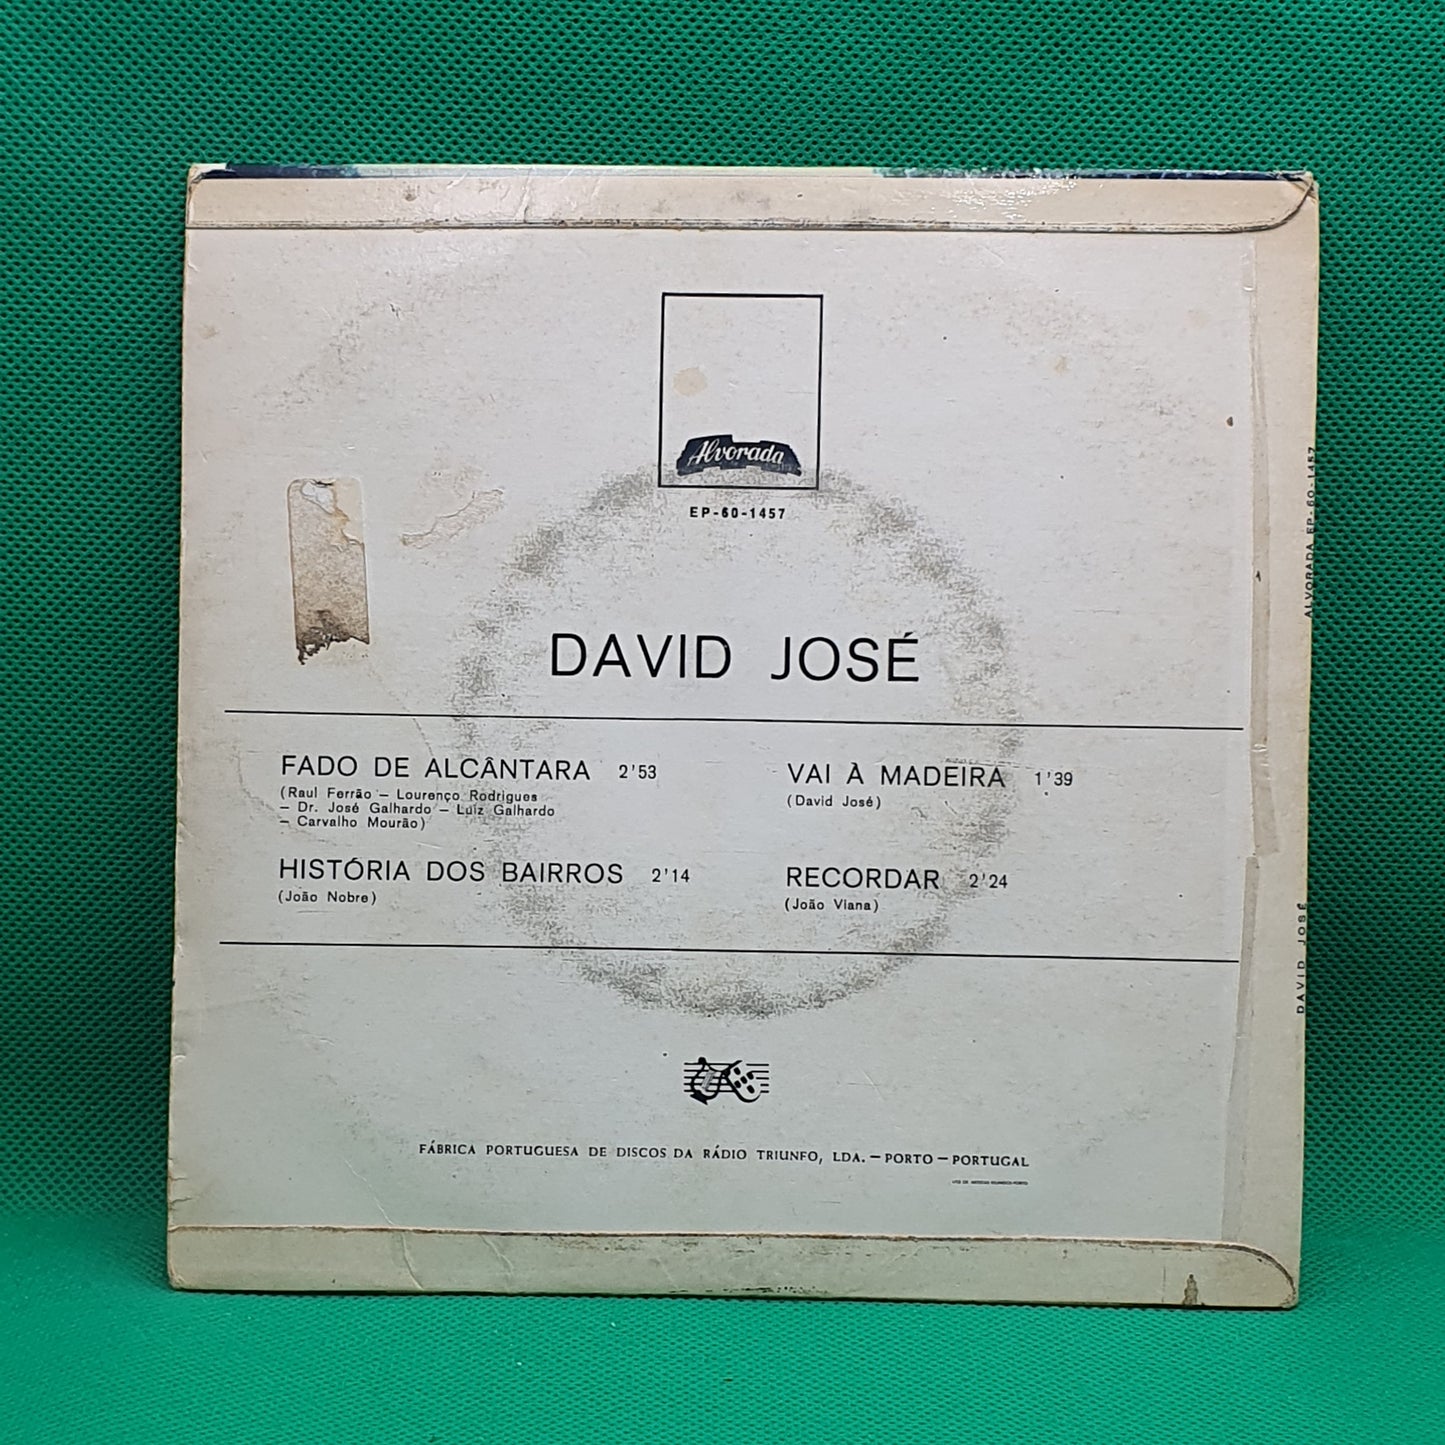 Alvorada
EP-60-1457
DAVID JOSÉ
FADO DE ALCÂNTARA 2'53
(Raul Ferrão — Lourenço Rodrigues
— Dr. José Galhardo — Luiz Galhardo
— Carvalho Mourão)
HISTÓRIA DOS BAIRROS 2'14
(João Nobre)
VAI À MADEIRA 1'39
(David José)
RECORDAR 2'24
(João Viana)
FÁBRICA PORTUGUESA DE DISCOS DA RÁDIO TRIUNFO, LDA. — PORTO — PORTUGAL
ALVORADA EP-60-1457
DAVID JOSÉ